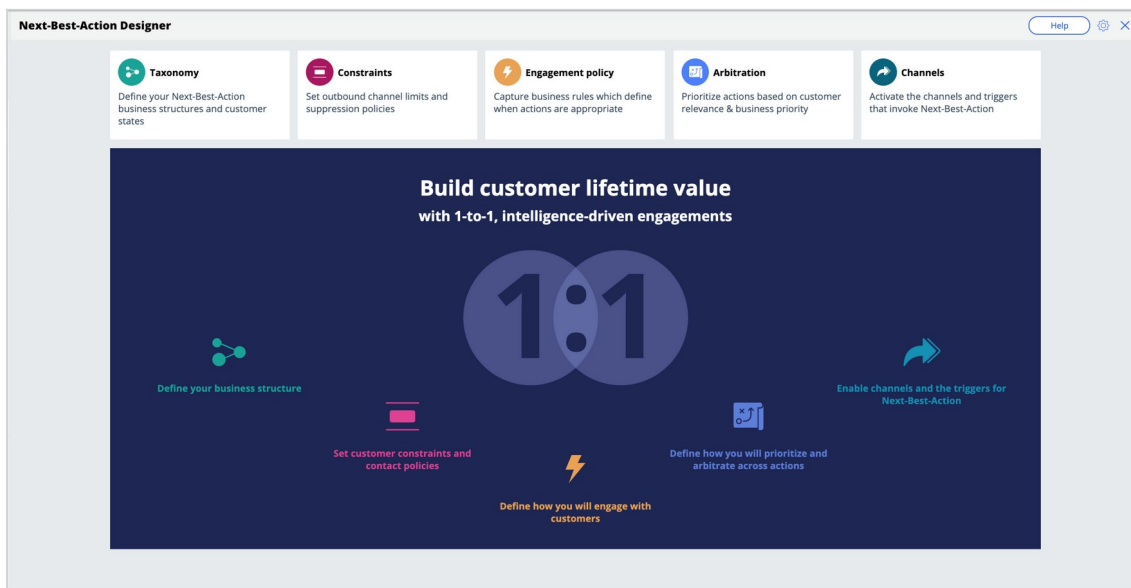 Next-Best-Action Designer
Help
Taxonomy
Define your Next-Best-Action
business structures and customer
states
Constraints
Set outbound channel limits and
suppression policies
Engagement policy
Capture business rules which define
when actions are appropriate
Arbitration
Prioritize actions based on customer
relevance & business priority
Channels
Activate the channels and triggers
that invoke Next-Best-Action
Build customer lifetime value
with 1-to-1, intelligence-driven engagements
1:1
Define your business structure
Set customer constraints and
contact policies
Define how you will engage with
customers
Define how you will prioritize and
arbitrate across actions
Enable channels and the triggers for
Next-Best-Action